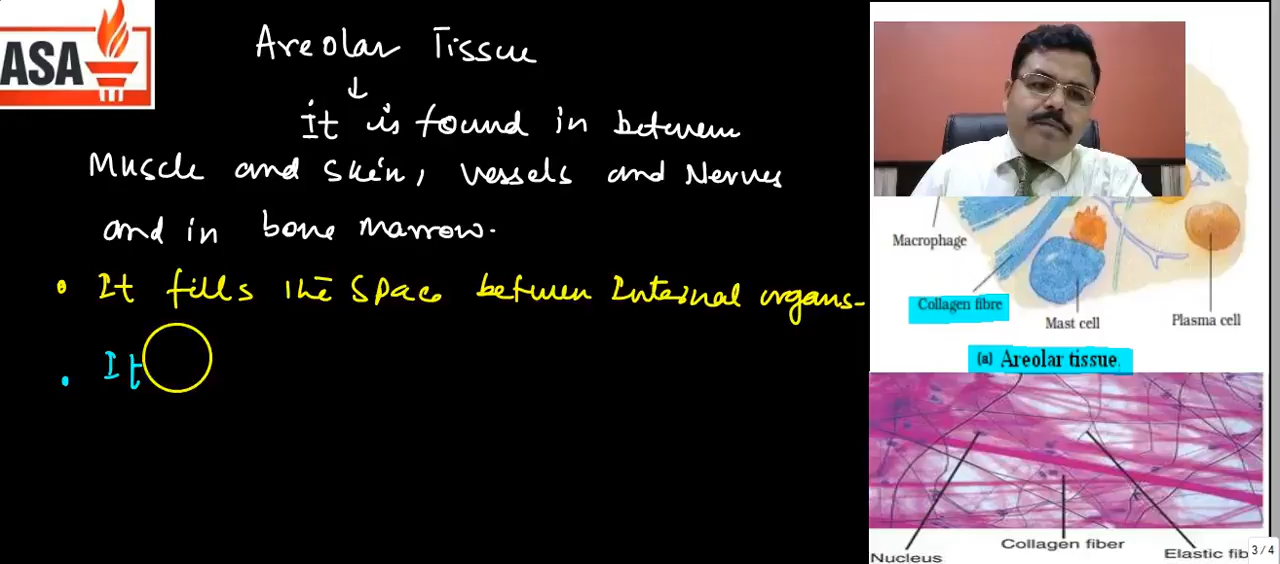 ASA
Areolar Tissue
↓
it is found in between
Muscle and Skin, vessels and Nerves
and in bone marrow.
• It fills the space between Internal organs-
• It
Macrophage
Collagen fibre
Mast cell
Plasma cell
(a) Areolar tissue.
Nucleus
Collagen fiber
Elastic fib
3/4